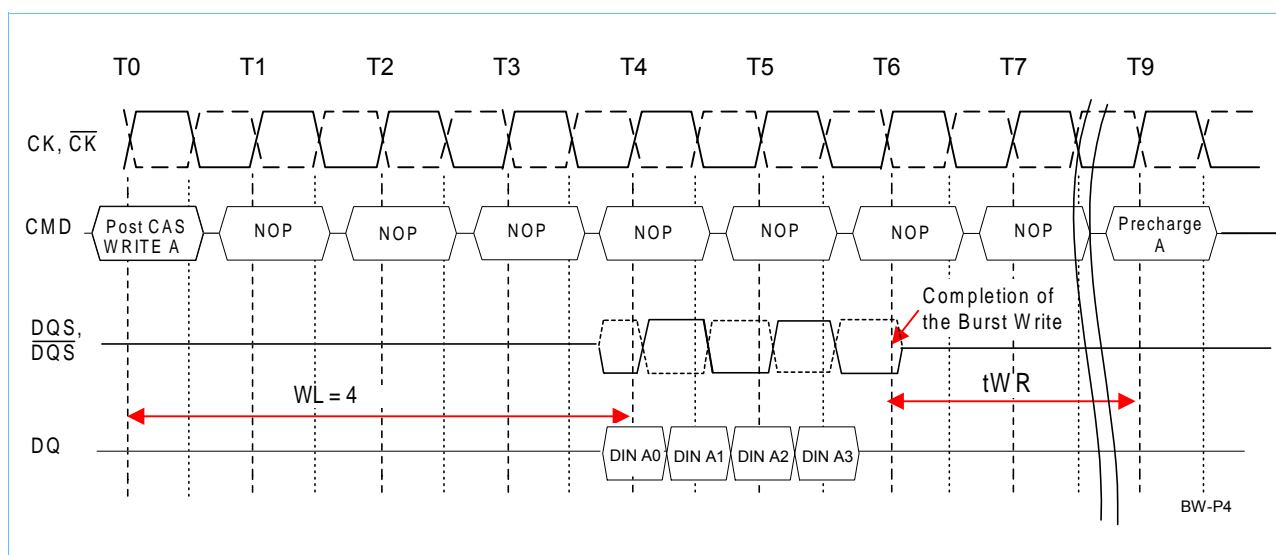 T0 T1 T2 T3 T4 T5 T6 T7 T9
CK, CK
CMD
Post CAS
WRITE A
NOP NOP NOP NOP NOP NOP NOP
Precharge
A
Completion of
the Burst Write
DQS,
DQS
WL = 4
tWR
DQ
DIN A0 DIN A1 DIN A2 DIN A3
BW-P4